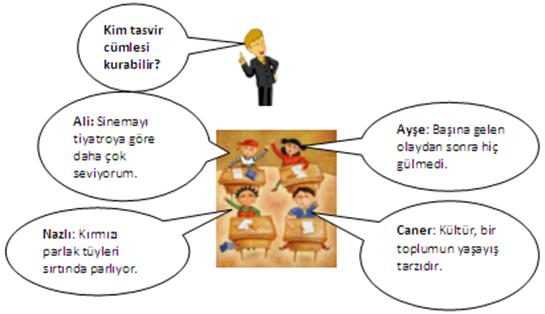 Kim tasvir
cümlesi
kurabilir?
Ali: Sinemayı
tiyatroya göre
daha çok
seviyorum.
Ayşe: Başına gelen
olaydan sonra hiç
gülmedi.
Nazlı: Kırmızı
parlak tüyleri
sırtında parlıyor.
Caner: Kültür, bir
toplumun yaşayış
tarzıdır.